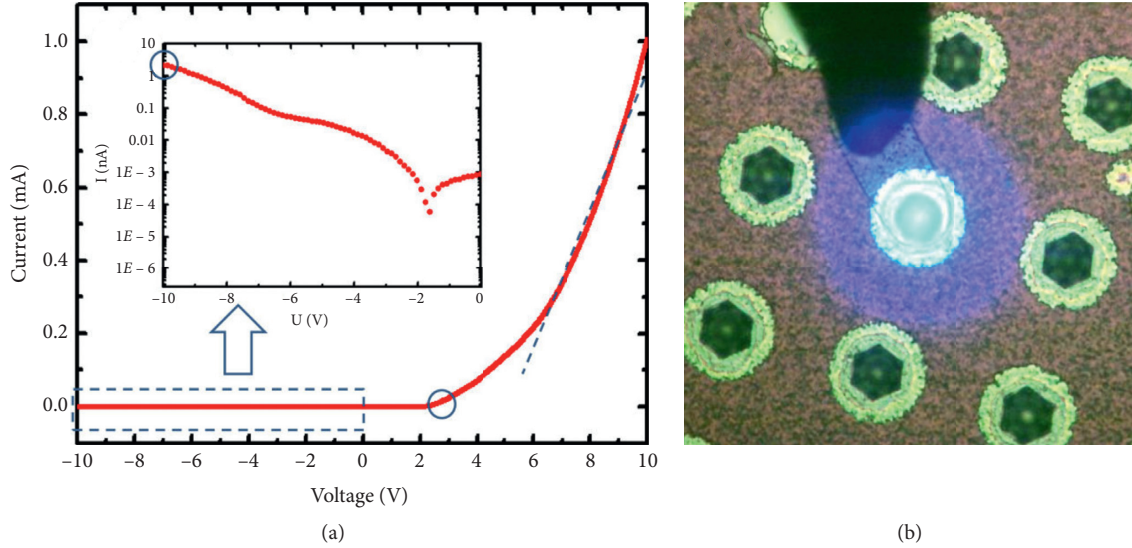 1.0
0.8
0.6
0.4
0.2
0.0
Current (mA)
−10 −8 −6 −4 −2 0 2 4 6 8 10
Voltage (V)
10
1
0.1
0.01
1E−3
1E−4
1E−5
1E−6
I (nA)
−10 −8 −6 −4 −2 0
U (V)
(a)
(b)